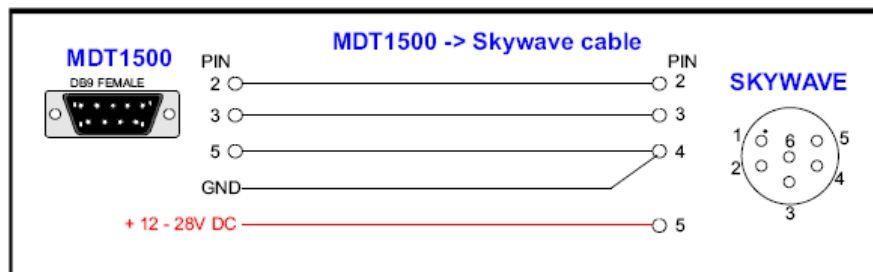 MDT1500 -> Skywave cable
MDT1500
DB9 FEMALE
PIN
PIN
2
2
3
3
5
4
GND
+ 12 - 28V DC
5
SKYWAVE
1
6
5
2
4
3